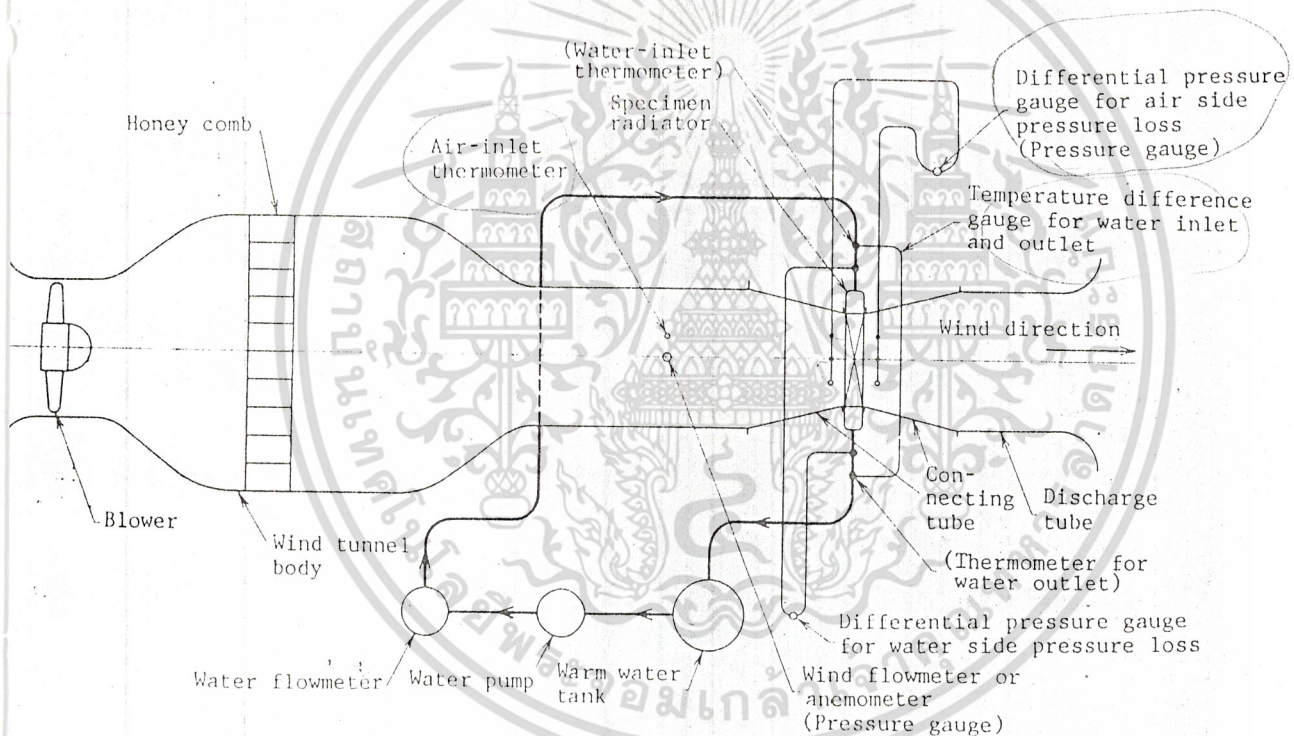 (Water-inlet
thermometer)
Specimen
radiator
Differential pressure
gauge for air side
pressure loss
(Pressure gauge)
Honey comb
Air-inlet
thermometer
Temperature difference
gauge for water inlet
and outlet
Wind direction
Blower
Wind tunnel
body
Con-
necting
tube
Discharge
tube
(Thermometer for
water outlet)
Differential pressure gauge
for water side pressure loss
Water flowmeter
Water pump
Warm water
tank
Wind flowmeter or
anemometer
(Pressure gauge)